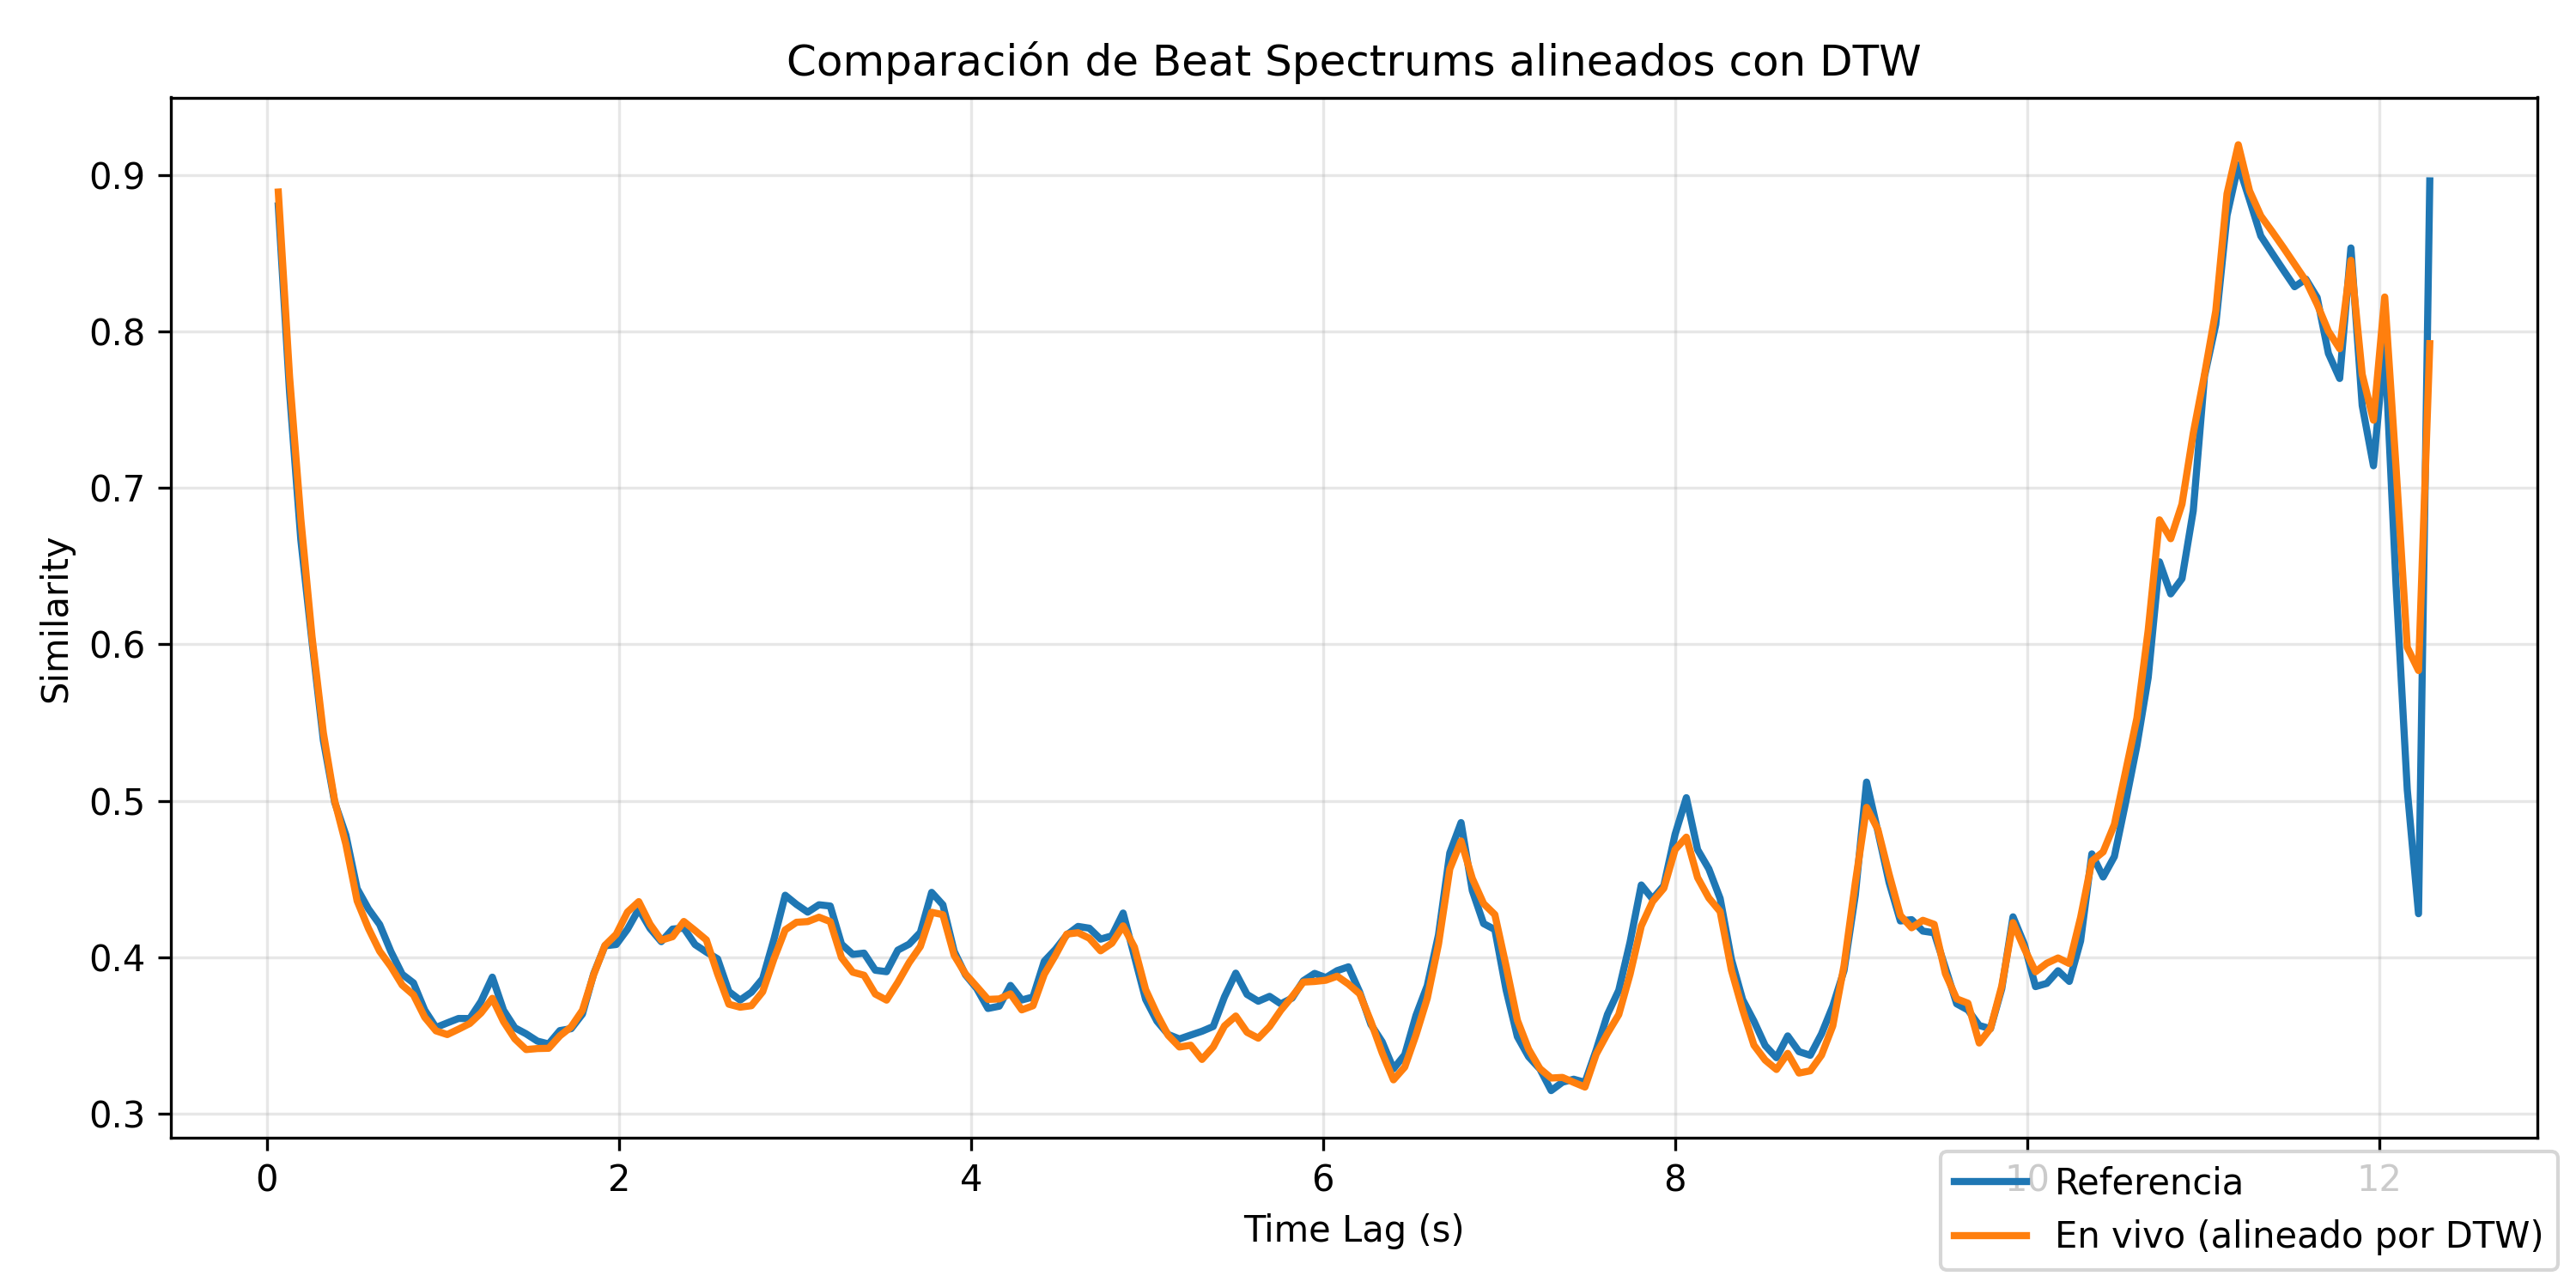 Comparación de Beat Spectrums alineados con DTW
Similarity
0.9
0.8
0.7
0.6
0.5
0.4
0.3
0 2 4 6 8 10 12
Time Lag (s)
Referencia
En vivo (alineado por DTW)